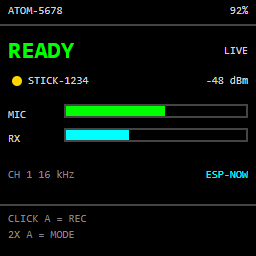 ATOM-5678 92%
READY LIVE
STICK-1234 -48 dBm
MIC
RX
CH 1 16 kHz ESP-NOW
CLICK A = REC
2X A = MODE